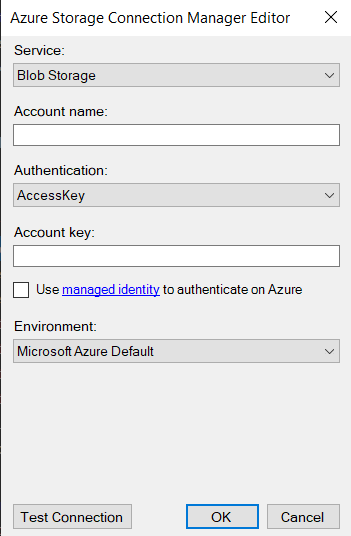 Azure Storage Connection Manager Editor
Service:
Blob Storage
Account name:
Authentication:
AccessKey
Account key:
Use managed identity to authenticate on Azure
Environment:
Microsoft Azure Default
Test Connection OK Cancel